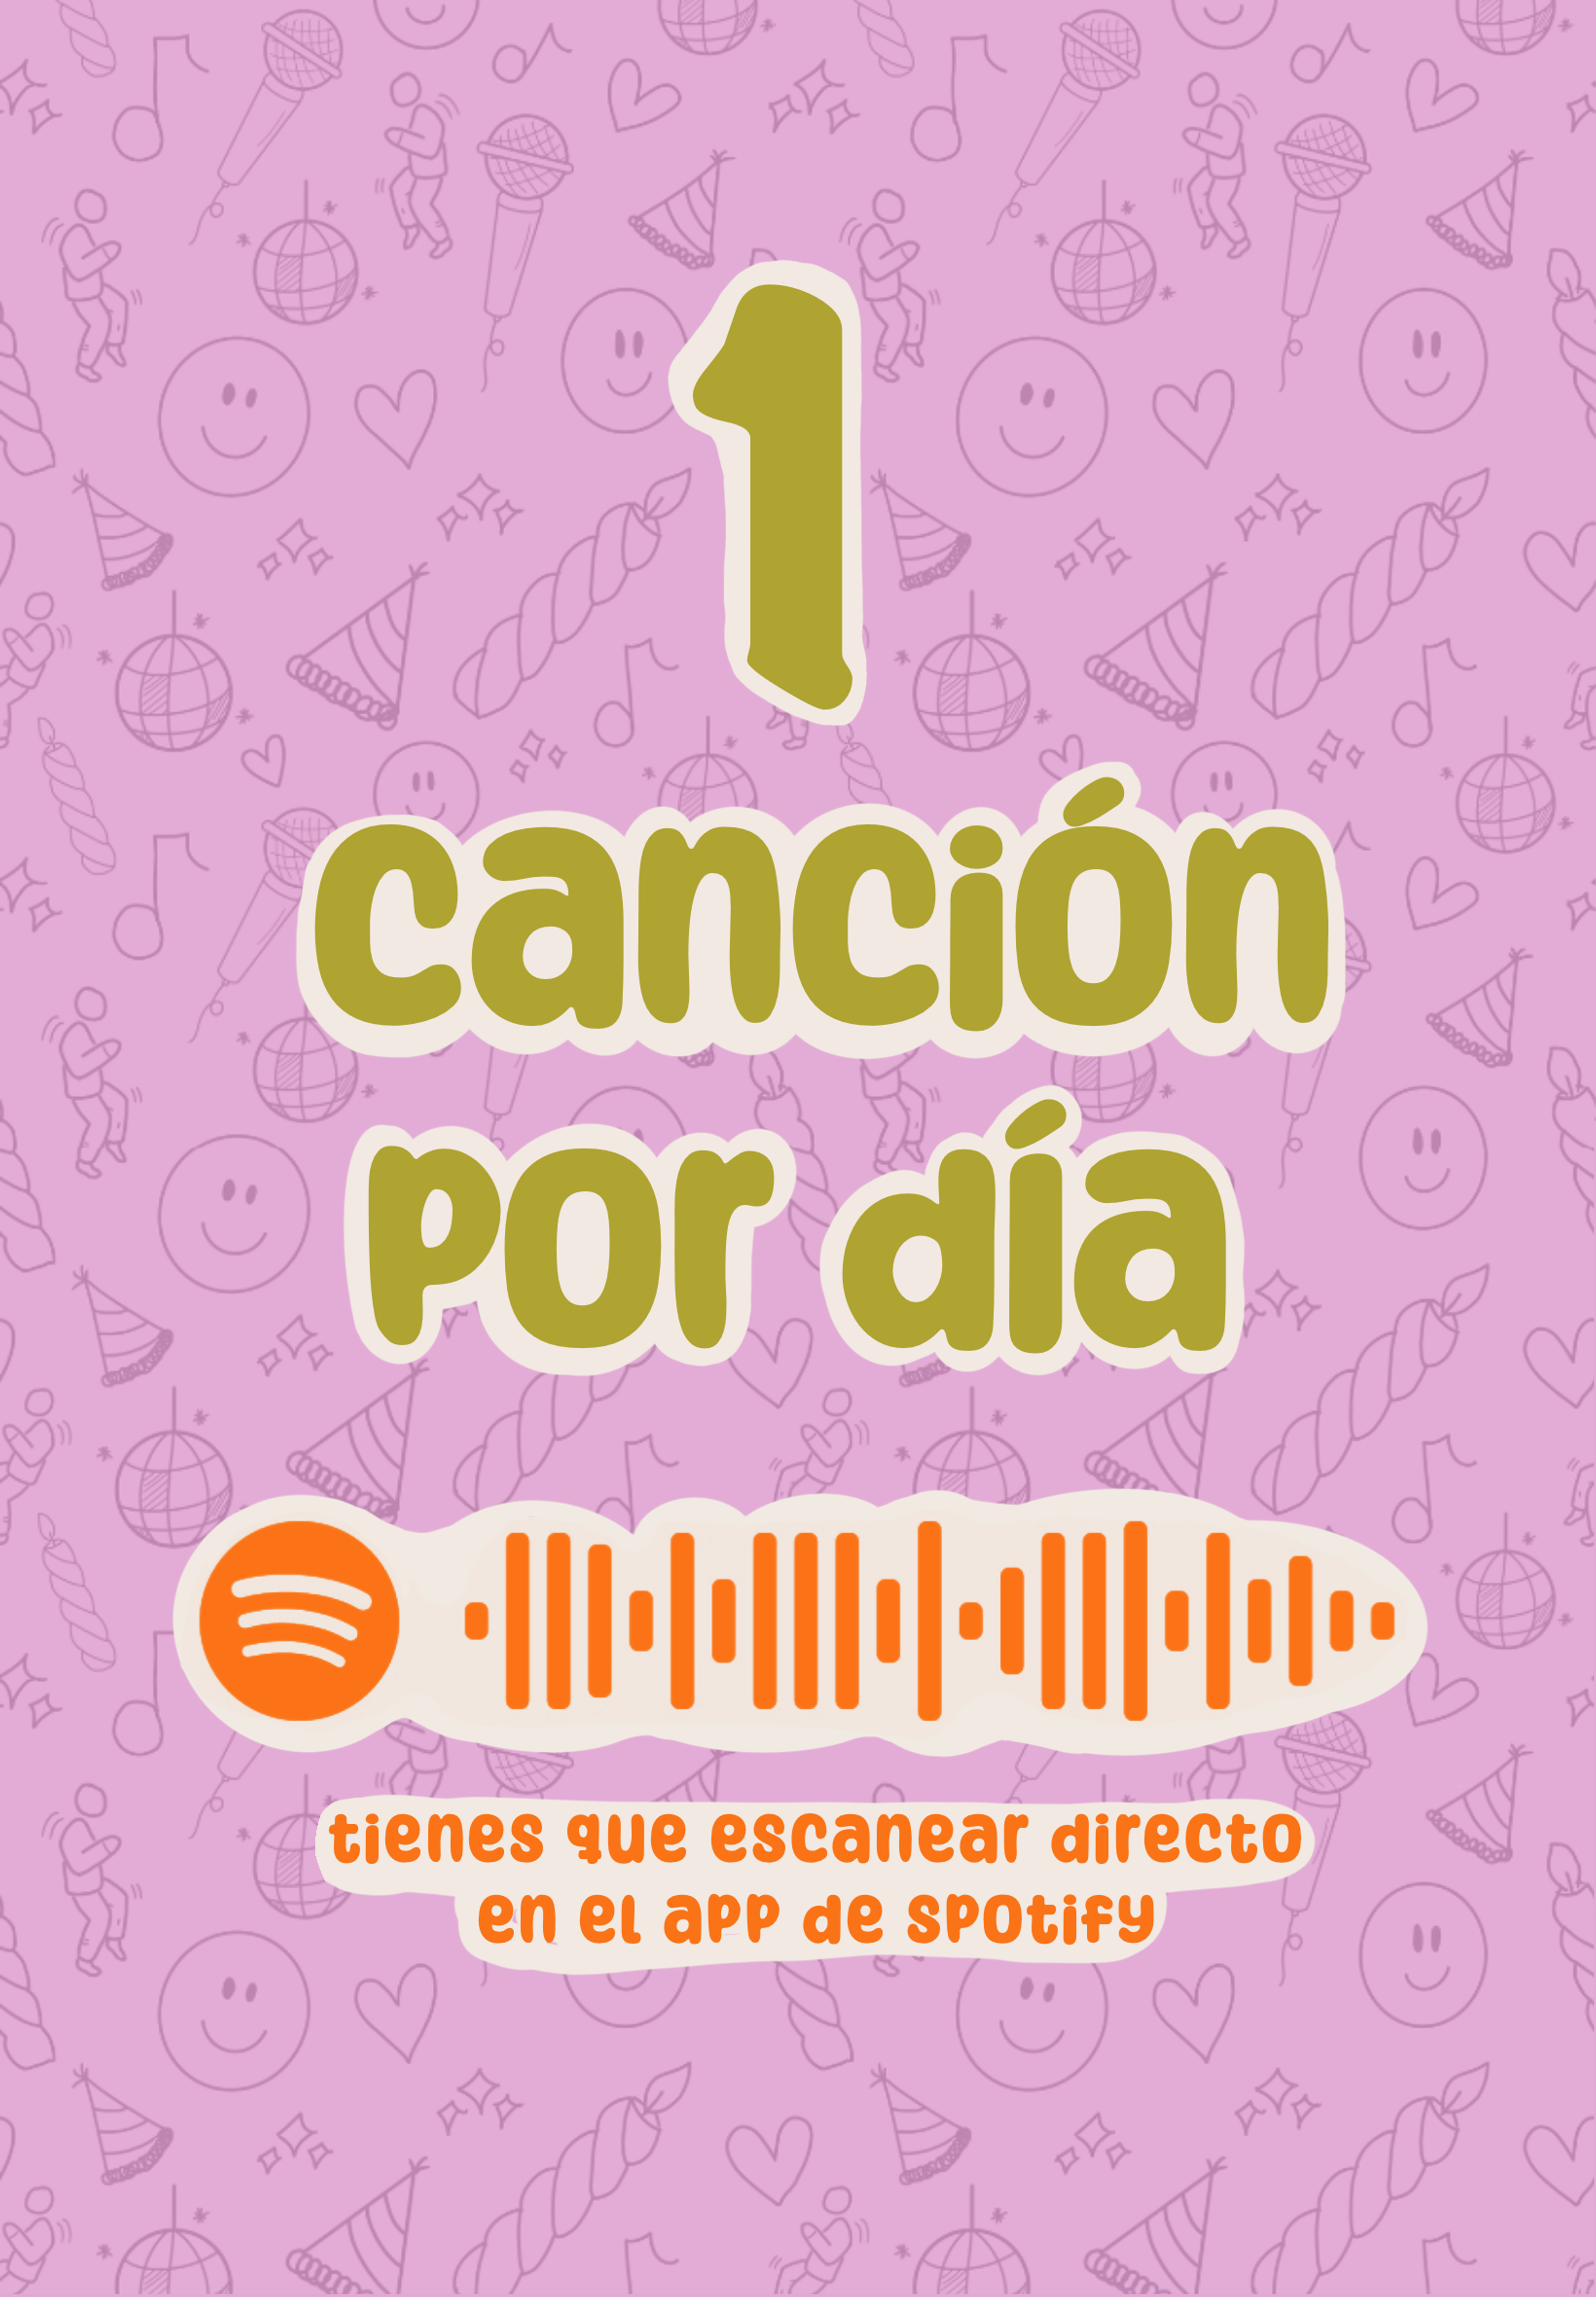 1
canción
por día
tienes que escanear directo
en el app de spotify